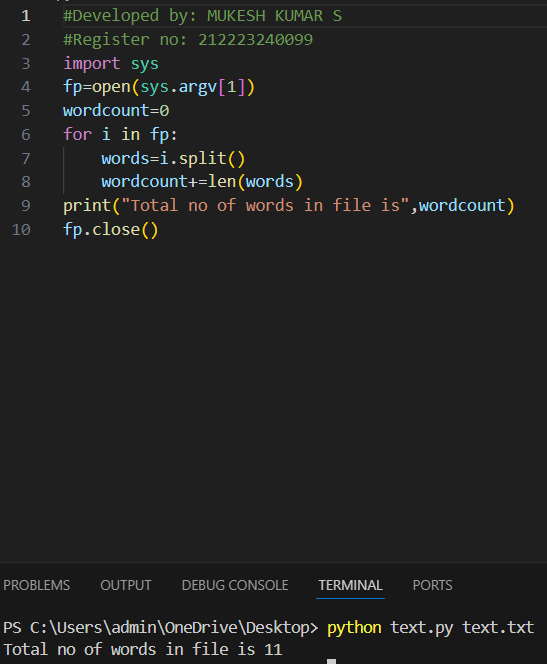 1 #Developed by: MUKESH KUMAR S
2 #Register no: 212223240099
3 import sys
4 fp=open(sys.argv[1])
5 wordcount=0
6 for i in fp:
7     words=i.split()
8     wordcount+=len(words)
9 print("Total no of words in file is",wordcount)
10 fp.close()
PROBLEMS OUTPUT DEBUG CONSOLE TERMINAL PORTS
PS C:\Users\admin\OneDrive\Desktop> python text.py text.txt
Total no of words in file is 11